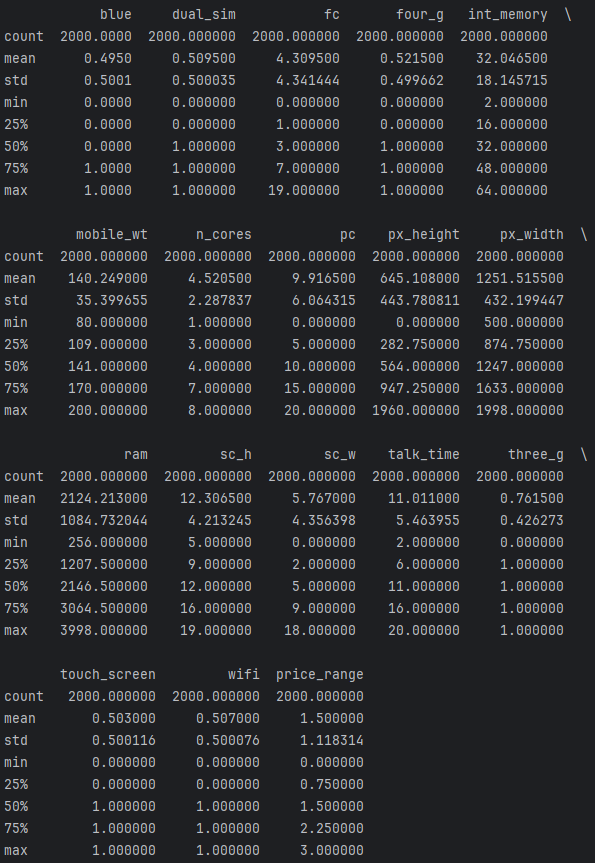 blue     dual_sim           fc       four_g   int_memory  \
count  2000.0000  2000.000000  2000.000000  2000.000000  2000.000000
mean      0.4950     0.509500     4.309500     0.521500    32.046500
std       0.5001     0.500035     4.341444     0.499662    18.145715
min       0.0000     0.000000     0.000000     0.000000     2.000000
25%       0.0000     0.000000     1.000000     0.000000    16.000000
50%       0.0000     1.000000     3.000000     1.000000    32.000000
75%       1.0000     1.000000     7.000000     1.000000    48.000000
max       1.0000     1.000000    19.000000     1.000000    64.000000

         mobile_wt      n_cores           pc    px_height     px_width  \
count  2000.000000  2000.000000  2000.000000  2000.000000  2000.000000
mean    140.249000     4.520500     9.916500   645.108000  1251.515500
std      35.399655     2.287837     6.064315   443.780811   432.199447
min      80.000000     1.000000     0.000000     0.000000   500.000000
25%     109.000000     3.000000     5.000000   282.750000   874.750000
50%     141.000000     4.000000    10.000000   564.000000  1247.000000
75%     170.000000     7.000000    15.000000   947.250000  1633.000000
max     200.000000     8.000000    20.000000  1960.000000  1998.000000

               ram         sc_h         sc_w    talk_time      three_g  \
count  2000.000000  2000.000000  2000.000000  2000.000000  2000.000000
mean   2124.213000    12.306500     5.767000    11.011000     0.761500
std    1084.732044     4.213245     4.356398     5.463955     0.426273
min     256.000000     5.000000     0.000000     2.000000     0.000000
25%    1207.500000     9.000000     2.000000     6.000000     1.000000
50%    2146.500000    12.000000     5.000000    11.000000     1.000000
75%    3064.500000    16.000000     9.000000    16.000000     1.000000
max    3998.000000    19.000000    18.000000    20.000000     1.000000

       touch_screen         wifi  price_range
count   2000.000000  2000.000000  2000.000000
mean       0.503000     0.507000     1.500000
std        0.500116     0.500076     1.118314
min        0.000000     0.000000     0.000000
25%        0.000000     0.000000     0.750000
50%        1.000000     1.000000     1.500000
75%        1.000000     1.000000     2.250000
max        1.000000     1.000000     3.000000